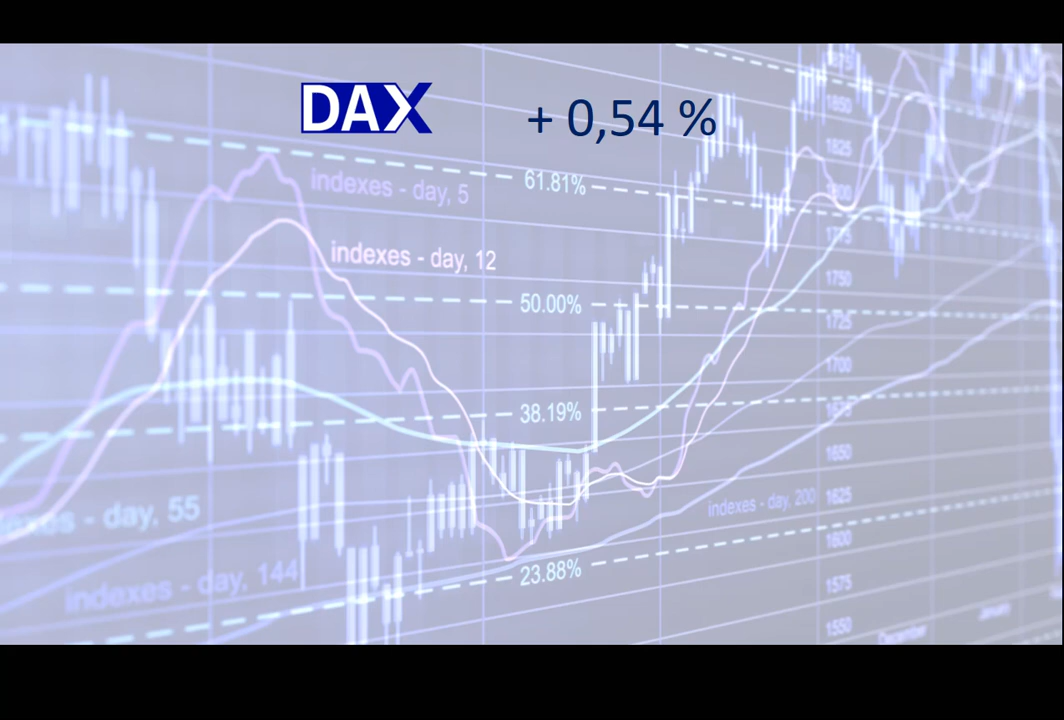 DAX + 0,54 %
61.81%
indexes - day, 5
indexes - day, 12
50.00%
38.19%
indexes - day, 55
indexes - day, 200
indexes - day, 144
23.88%
1875
1850
1825
1800
1775
1750
1725
1700
1675
1650
1625
1600
1575
1550
December